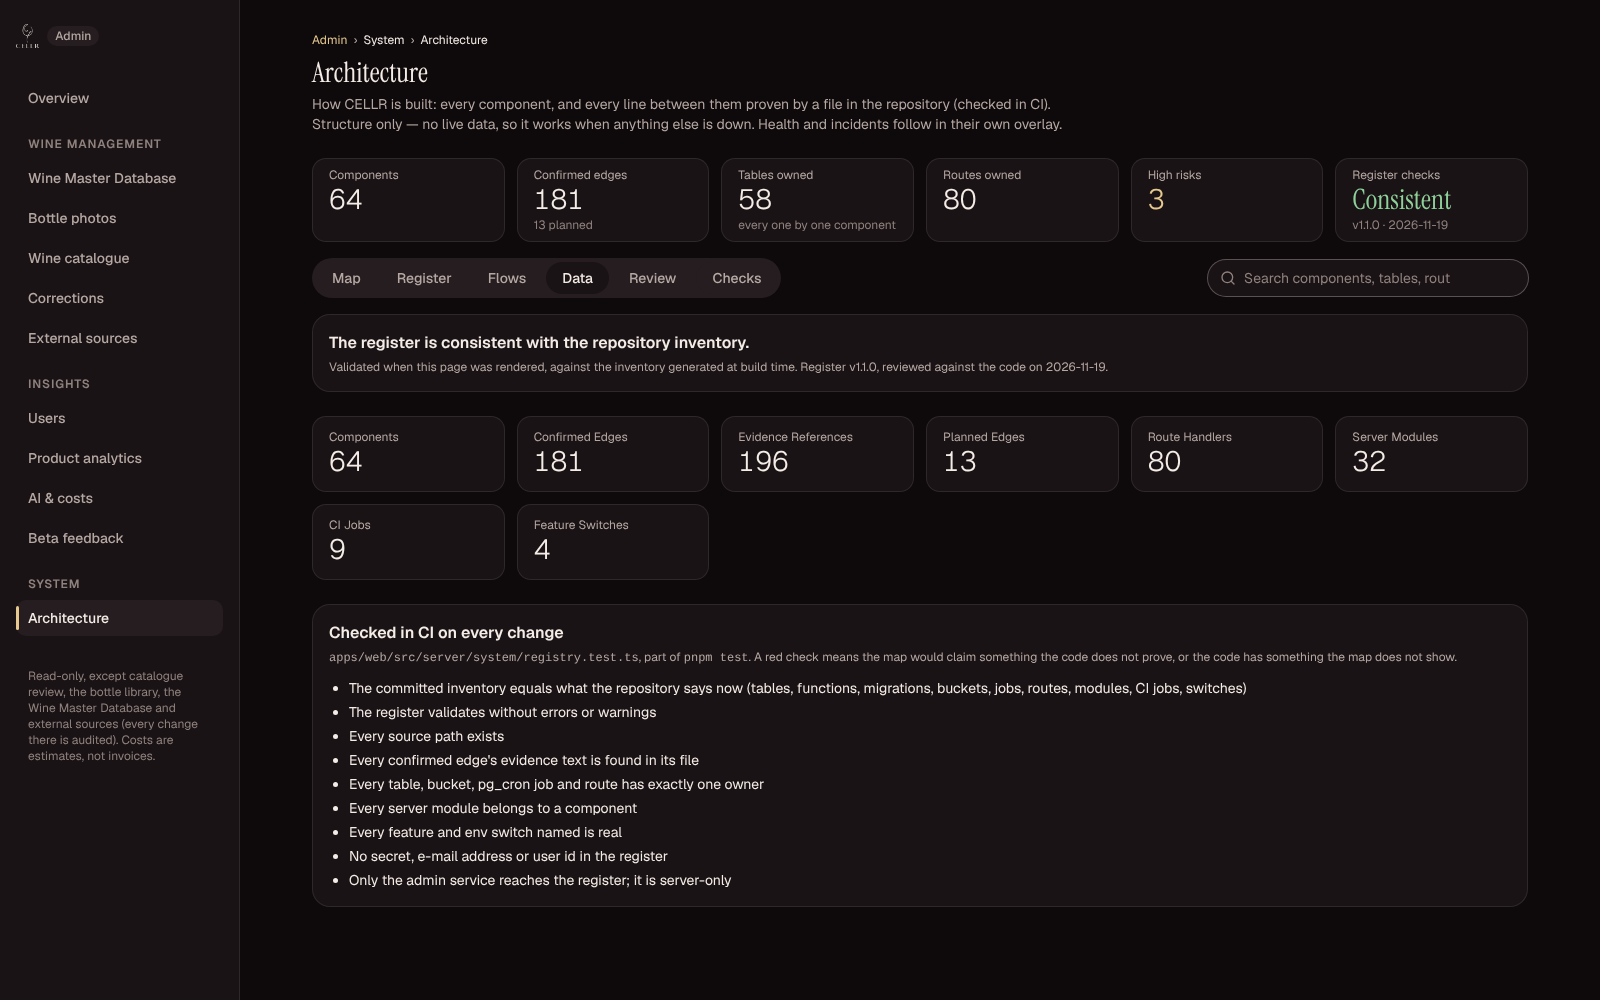 CELLR
Admin
Overview
WINE MANAGEMENT
Wine Master Database
Bottle photos
Wine catalogue
Corrections
External sources
INSIGHTS
Users
Product analytics
AI & costs
Beta feedback
SYSTEM
Architecture
Read-only, except catalogue
review, the bottle library, the
Wine Master Database and
external sources (every change
there is audited). Costs are
estimates, not invoices.
Admin › System › Architecture
Architecture
How CELLR is built: every component, and every line between them proven by a file in the repository (checked in CI).
Structure only — no live data, so it works when anything else is down. Health and incidents follow in their own overlay.
Components
64
Confirmed edges
181
13 planned
Tables owned
58
every one by one component
Routes owned
80
High risks
3
Register checks
Consistent
v1.1.0 · 2026-11-19
Map Register Flows Data Review Checks
Search components, tables, rout
The register is consistent with the repository inventory.
Validated when this page was rendered, against the inventory generated at build time. Register v1.1.0, reviewed against the code on 2026-11-19.
Components
64
Confirmed Edges
181
Evidence References
196
Planned Edges
13
Route Handlers
80
Server Modules
32
CI Jobs
9
Feature Switches
4
Checked in CI on every change
apps/web/src/server/system/registry.test.ts, part of pnpm test. A red check means the map would claim something the code does not prove, or the code has something the map does not show.
• The committed inventory equals what the repository says now (tables, functions, migrations, buckets, jobs, routes, modules, CI jobs, switches)
• The register validates without errors or warnings
• Every source path exists
• Every confirmed edge's evidence text is found in its file
• Every table, bucket, pg_cron job and route has exactly one owner
• Every server module belongs to a component
• Every feature and env switch named is real
• No secret, e-mail address or user id in the register
• Only the admin service reaches the register; it is server-only